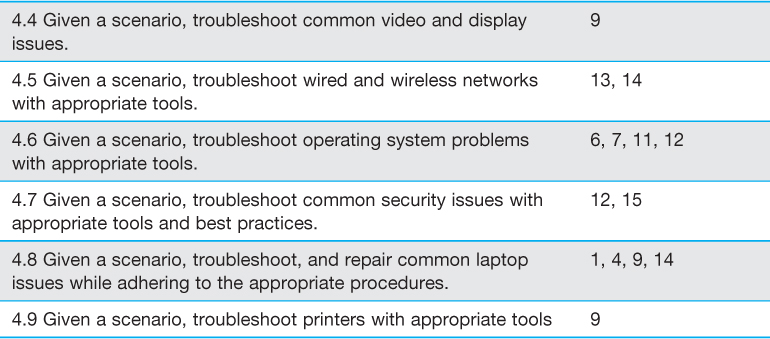 4.4 Given a scenario, troubleshoot common video and display 9
issues.
4.5 Given a scenario, troubleshoot wired and wireless networks 13, 14
with appropriate tools.
4.6 Given a scenario, troubleshoot operating system problems 6, 7, 11, 12
with appropriate tools.
4.7 Given a scenario, troubleshoot common security issues with 12, 15
appropriate tools and best practices.
4.8 Given a scenario, troubleshoot, and repair common laptop 1, 4, 9, 14
issues while adhering to the appropriate procedures.
4.9 Given a scenario, troubleshoot printers with appropriate tools 9